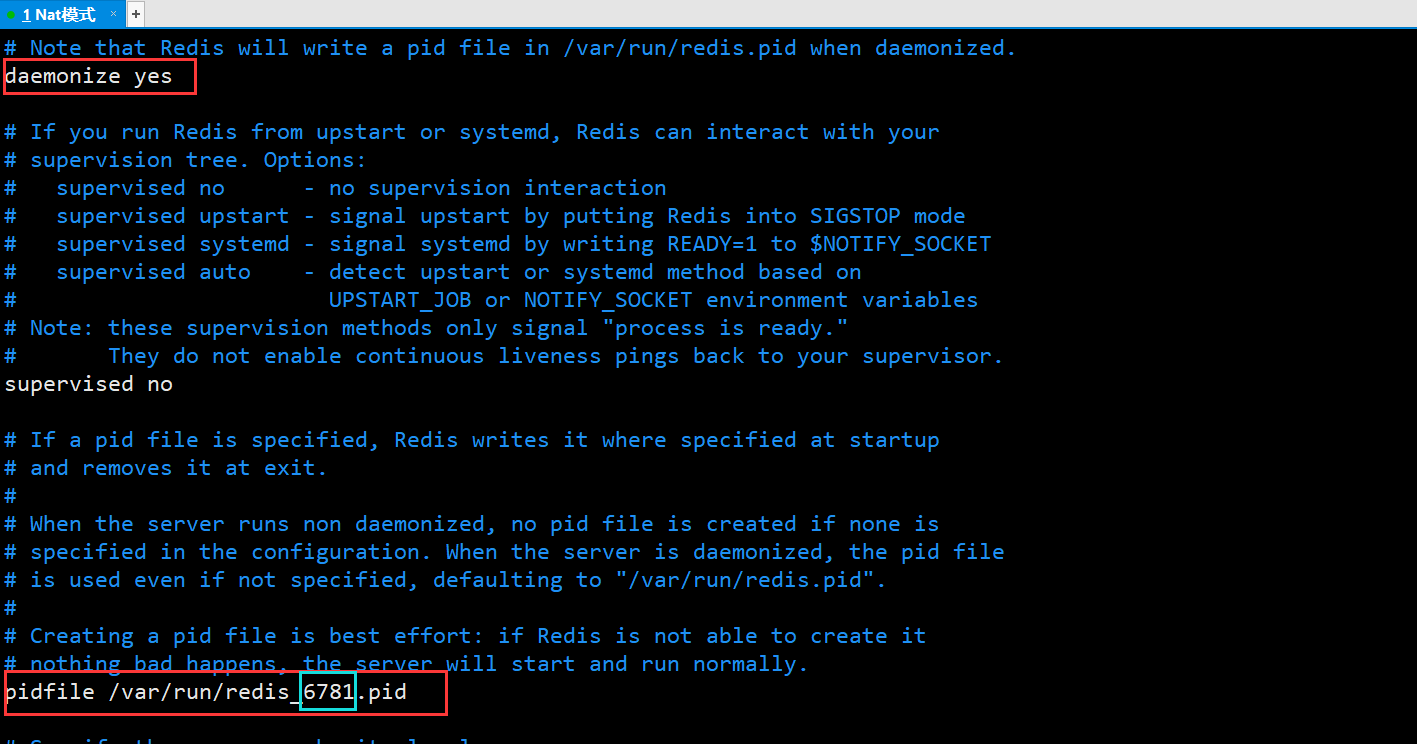 1 Nat模式 × +
# Note that Redis will write a pid file in /var/run/redis.pid when daemonized.
daemonize yes
# If you run Redis from upstart or systemd, Redis can interact with your
# supervision tree. Options:
#   supervised no      - no supervision interaction
#   supervised upstart - signal upstart by putting Redis into SIGSTOP mode
#   supervised systemd - signal systemd by writing READY=1 to $NOTIFY_SOCKET
#   supervised auto    - detect upstart or systemd method based on
#                        UPSTART_JOB or NOTIFY_SOCKET environment variables
# Note: these supervision methods only signal "process is ready."
#       They do not enable continuous liveness pings back to your supervisor.
supervised no
# If a pid file is specified, Redis writes it where specified at startup
# and removes it at exit.
#
# When the server runs non daemonized, no pid file is created if none is
# specified in the configuration. When the server is daemonized, the pid file
# is used even if not specified, defaulting to "/var/run/redis.pid".
#
# Creating a pid file is best effort: if Redis is not able to create it
# nothing bad happens, the server will start and run normally.
pidfile /var/run/redis_6781.pid